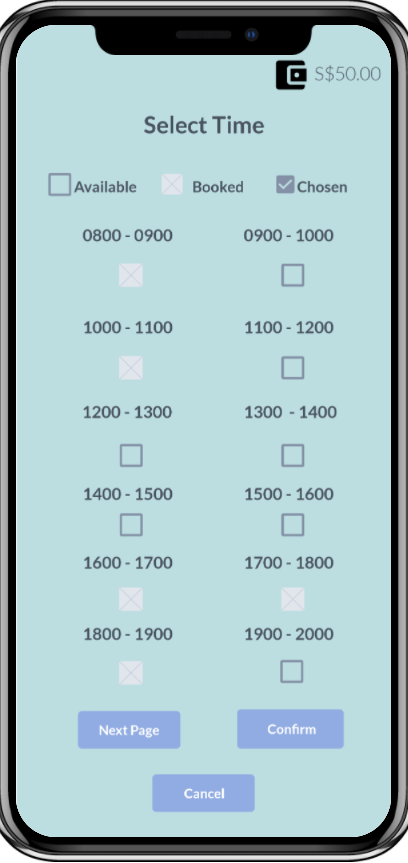 S$50.00
Select Time
Available Booked Chosen
0800 - 0900 0900 - 1000
1000 - 1100 1100 - 1200
1200 - 1300 1300 - 1400
1400 - 1500 1500 - 1600
1600 - 1700 1700 - 1800
1800 - 1900 1900 - 2000
Next Page Confirm
Cancel